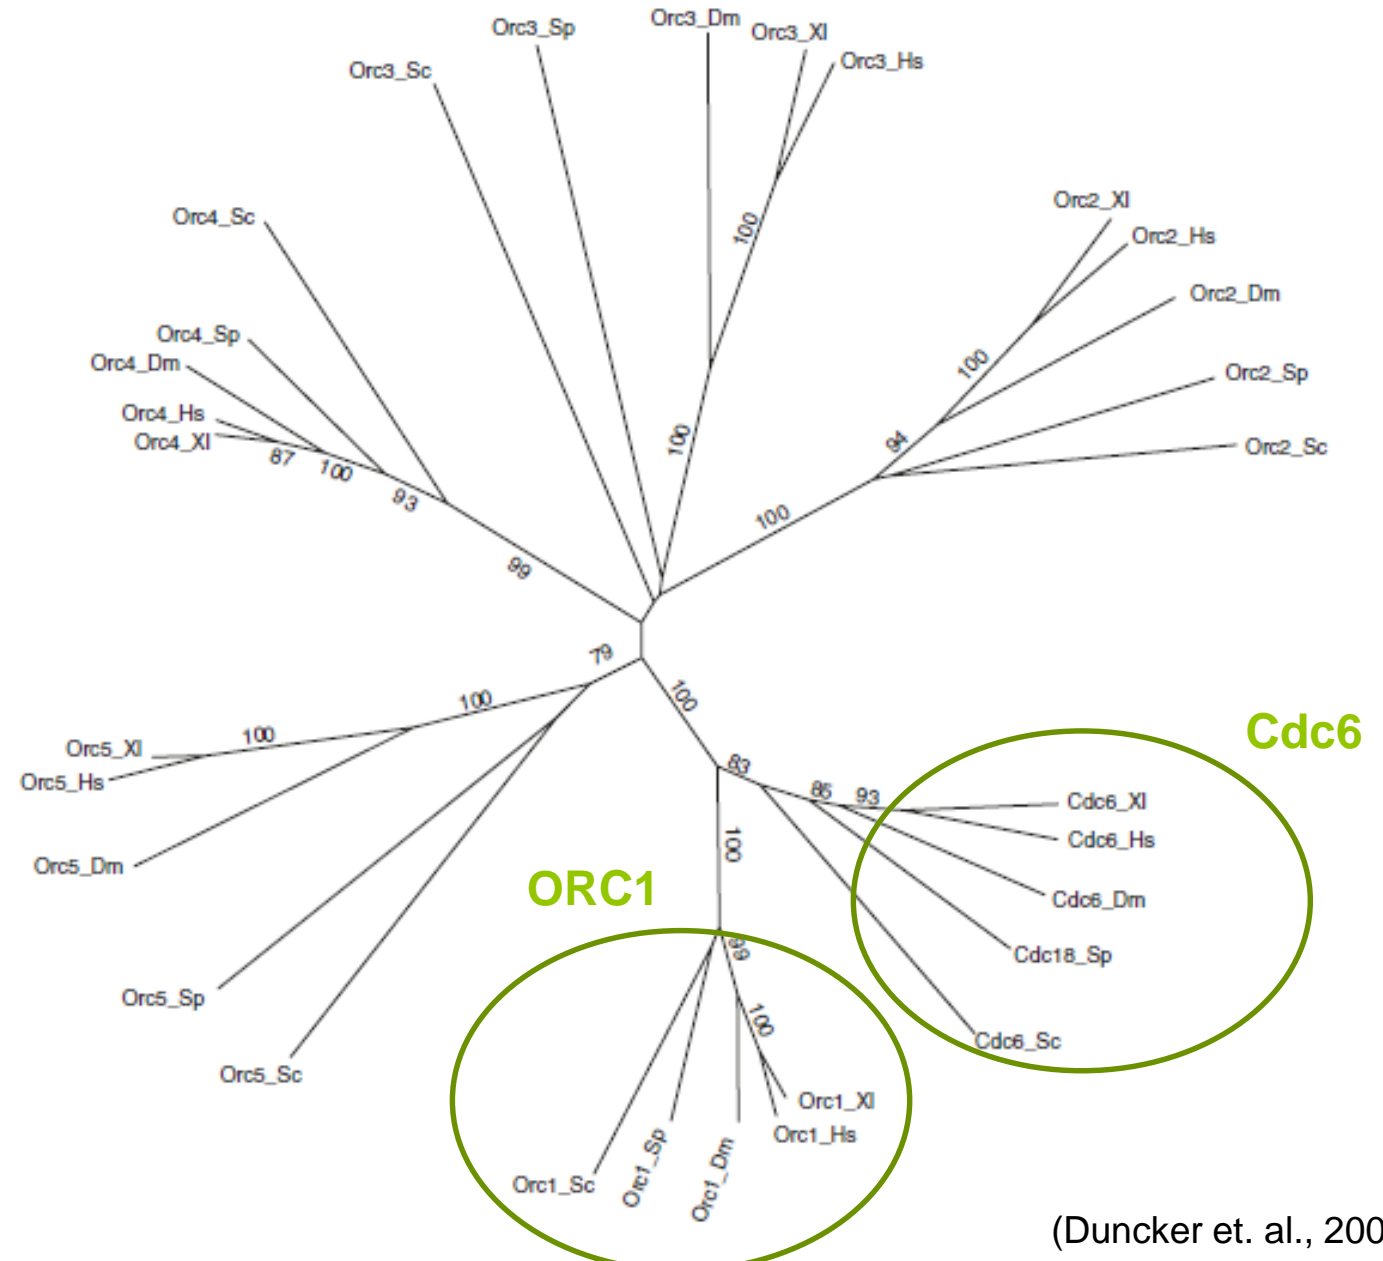 Orc3_Sp
Orc3_Dm
Orc3_Xl
Orc3_Hs
Orc3_Sc
Orc2_Xl
Orc2_Hs
Orc2_Dm
Orc2_Sp
Orc2_Sc
Orc4_Sc
Orc4_Sp
Orc4_Dm
Orc4_Hs
Orc4_Xl
87
100
93
99
100
100
100
94
100
79
100
100
Orc5_Xl
Orc5_Hs
Orc5_Dm
Orc5_Sp
Orc5_Sc
100
83
85
93
Cdc6
Cdc6_Xl
Cdc6_Hs
Cdc6_Dm
Cdc18_Sp
Cdc6_Sc
100
ORC1
99
100
Orc1_Xl
Orc1_Hs
Orc1_Dm
Orc1_Sp
Orc1_Sc
(Duncker et. al., 200